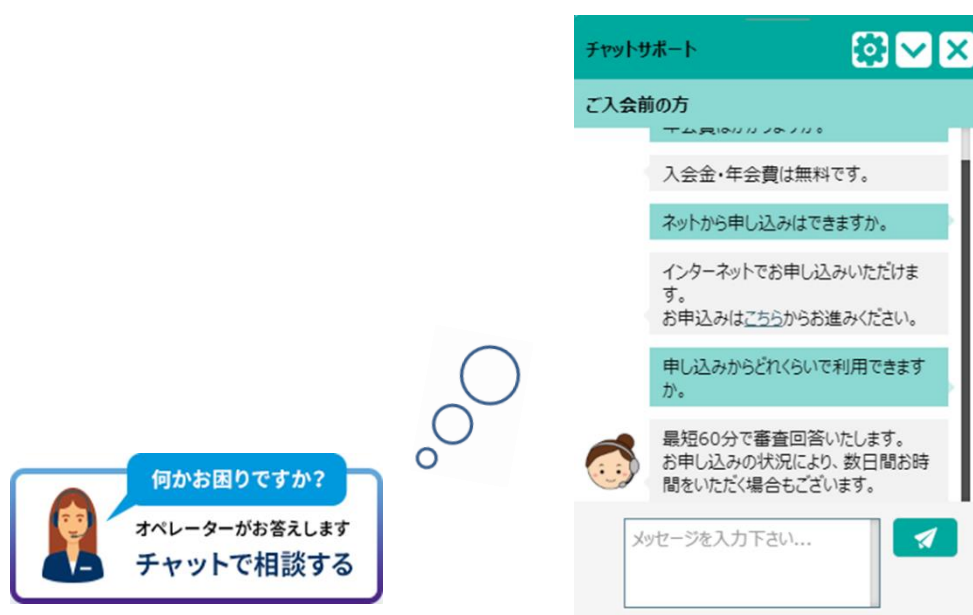 何かお困りですか?
オペレーターがお答えします
チャットで相談する
チャットサポート
ご入会前の方
入会金・年会費は無料です。
ネットから申し込みはできますか。
インターネットでお申し込みいただけま
す。
お申込みはこちらからお進みください。
申し込みからどれくらいで利用できます
か。
最短60分で審査回答いたします。
お申し込みの状況により、数日間お時
間をいただく場合もございます。
メッセージを入力下さい...